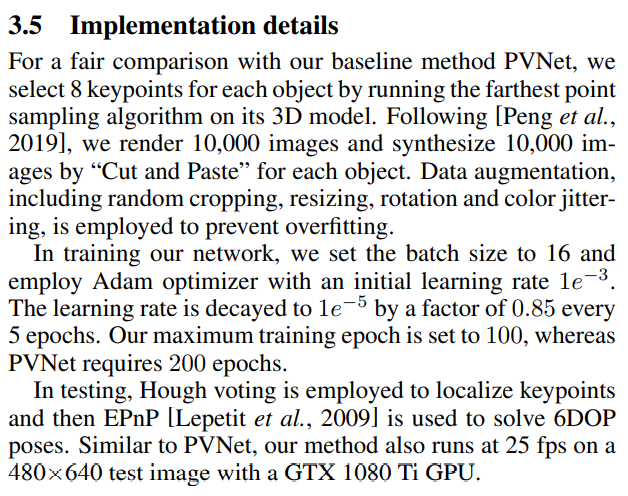 3.5 Implementation details
For a fair comparison with our baseline method PVNet, we
select 8 keypoints for each object by running the farthest point
sampling algorithm on its 3D model. Following [Peng et al.,
2019], we render 10,000 images and synthesize 10,000 im-
ages by “Cut and Paste” for each object. Data augmentation,
including random cropping, resizing, rotation and color jitter-
ing, is employed to prevent overfitting.
In training our network, we set the batch size to 16 and
employ Adam optimizer with an initial learning rate 1e⁻³.
The learning rate is decayed to 1e⁻⁵ by a factor of 0.85 every
5 epochs. Our maximum training epoch is set to 100, whereas
PVNet requires 200 epochs.
In testing, Hough voting is employed to localize keypoints
and then EPnP [Lepetit et al., 2009] is used to solve 6DOP
poses. Similar to PVNet, our method also runs at 25 fps on a
480×640 test image with a GTX 1080 Ti GPU.